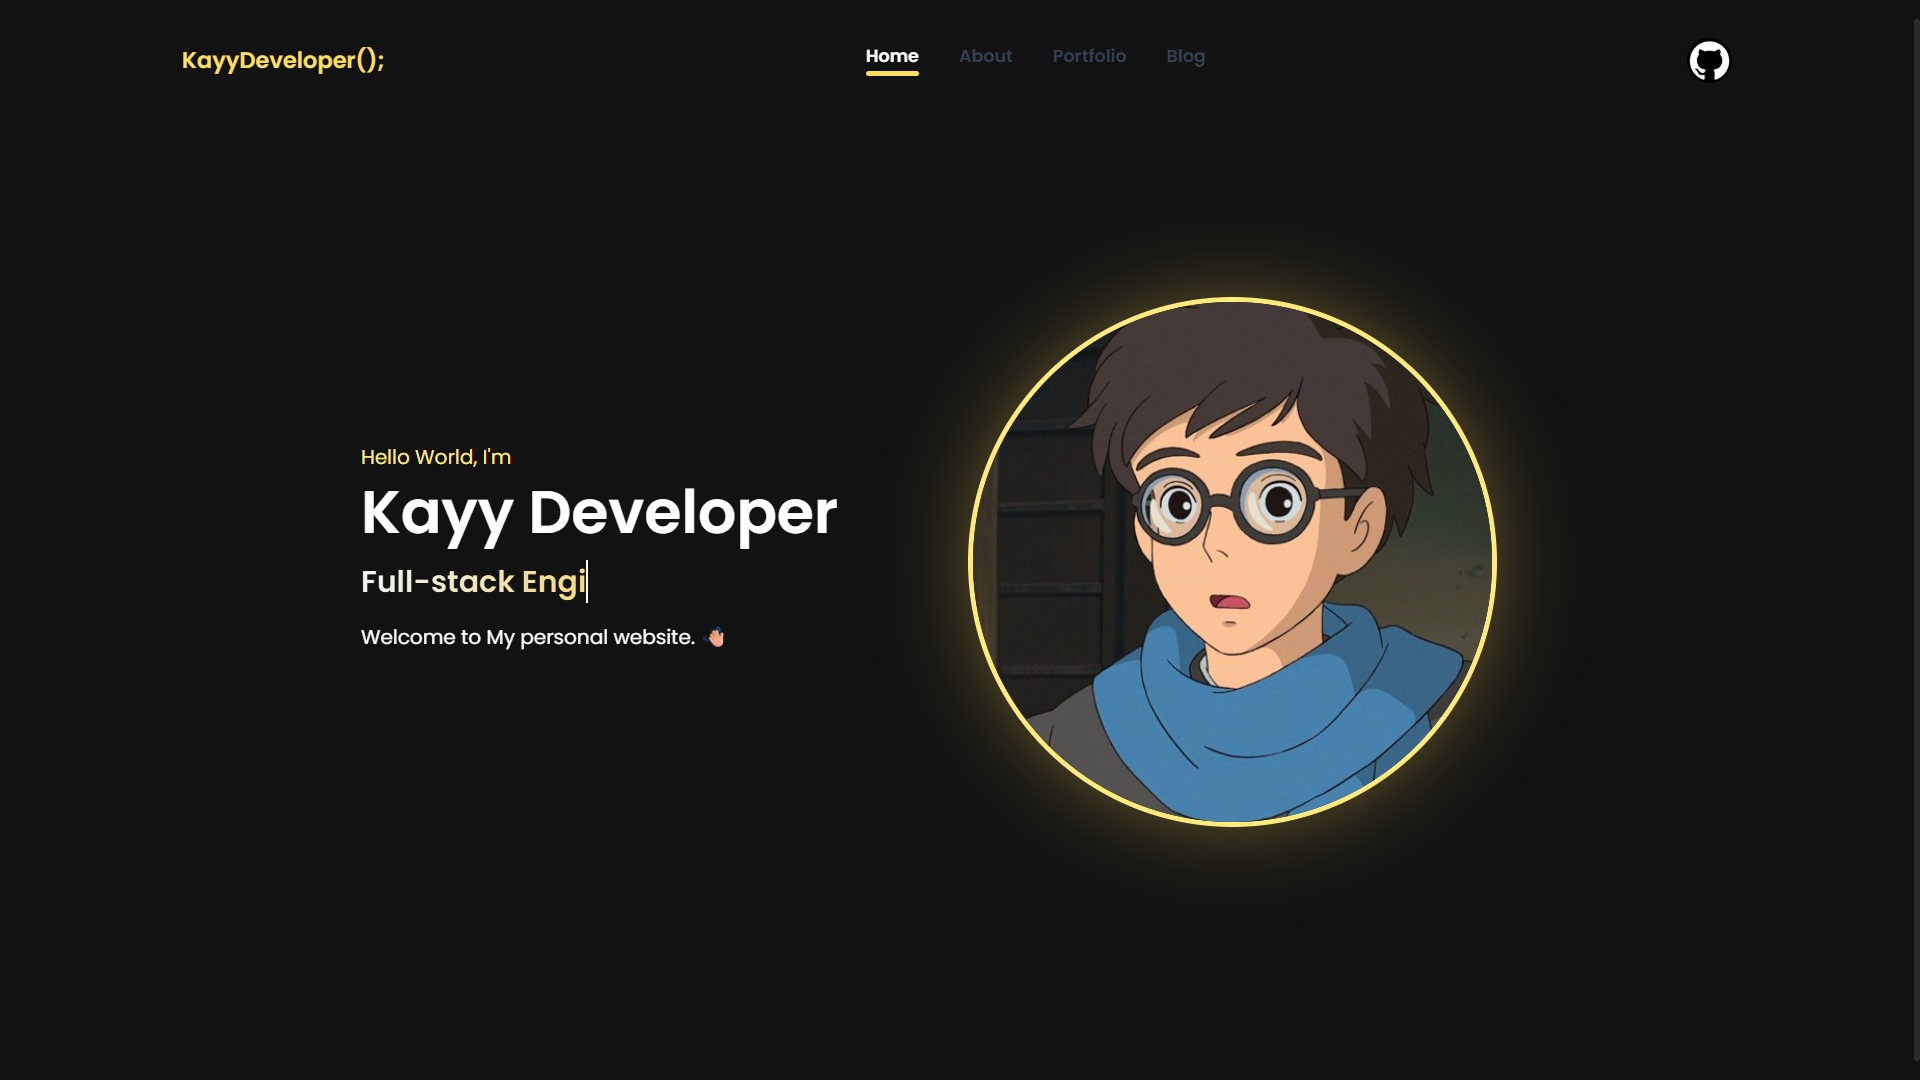 KayyDeveloper();
Home About Portfolio Blog
Hello World, I'm
Kayy Developer
Full-stack Engi
Welcome to My personal website. 👋🏼